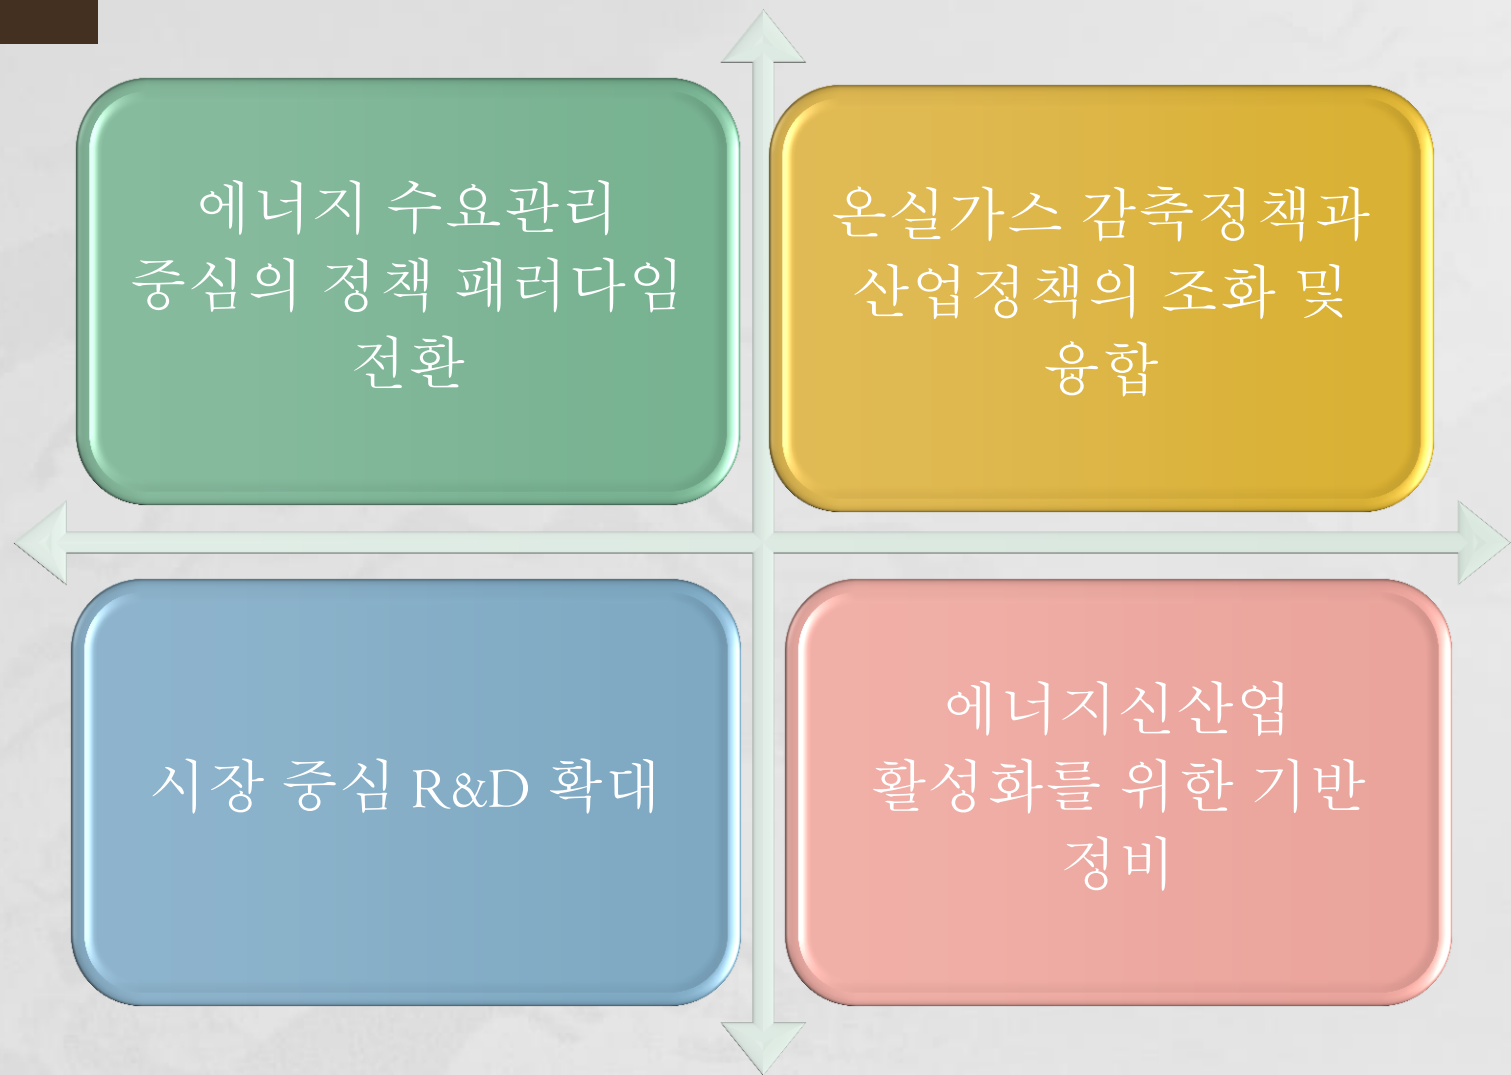 에너지 수요관리
중심의 정책 패러다임
전환
온실가스 감축정책과
산업정책의 조화 및
융합
시장 중심 R&D 확대
에너지신산업
활성화를 위한 기반
정비